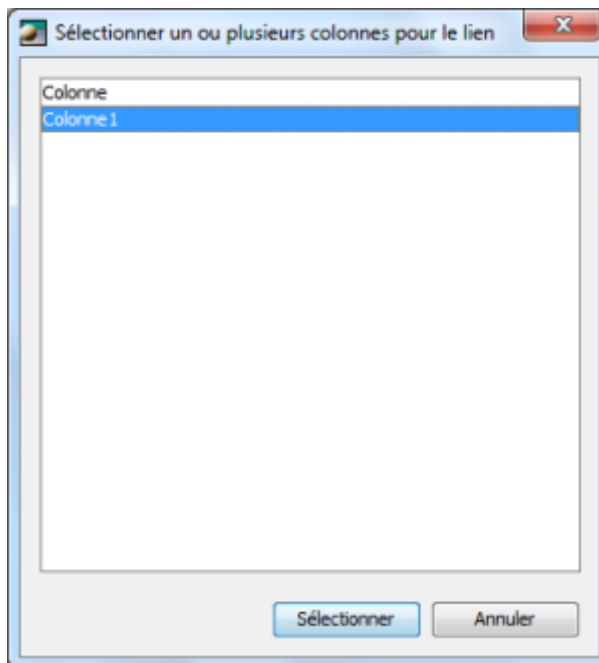 Sélectionner un ou plusieurs colonnes pour le lien
Colonne
Colonne1
Sélectionner
Annuler